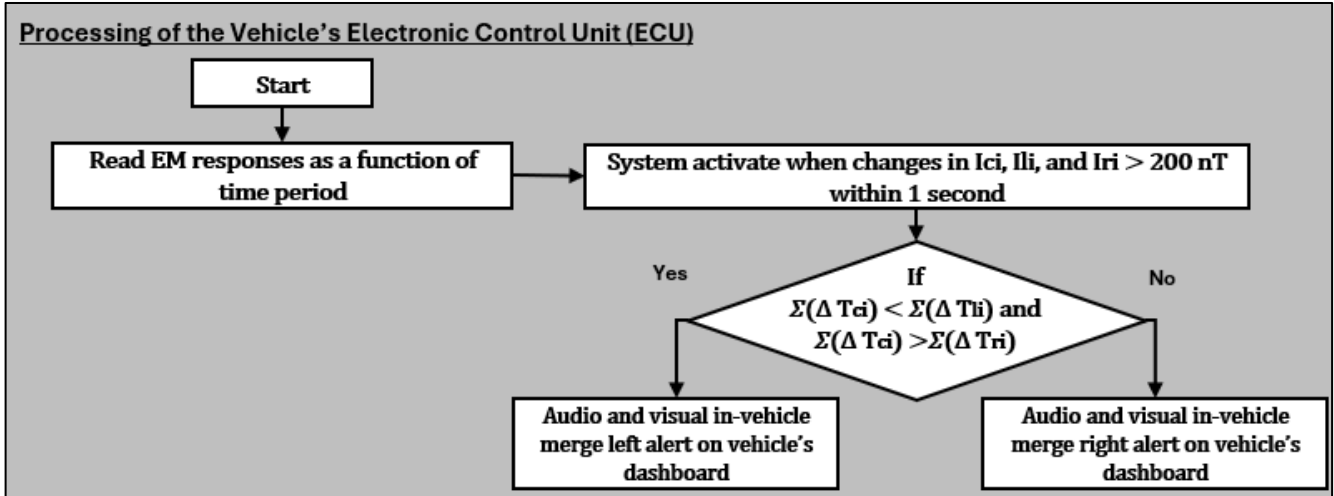 Processing of the Vehicle's Electronic Control Unit (ECU)
Start
Read EM responses as a function of
time period
System activate when changes in Ici, Ili, and Iri > 200 nT
within 1 second
Yes
If
No
Σ(Δ Tci) < Σ(Δ Tli) and
Σ(Δ Tci) >Σ(Δ Tri)
Audio and visual in-vehicle
merge left alert on vehicle's
dashboard
Audio and visual in-vehicle
merge right alert on vehicle's
dashboard